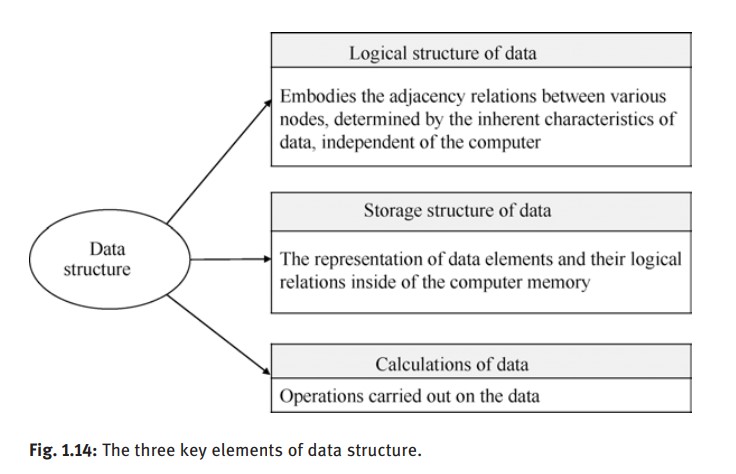 Logical structure of data
Embodies the adjacency relations between various
nodes, determined by the inherent characteristics of
data, independent of the computer
Storage structure of data
Data
structure
The representation of data elements and their logical
relations inside of the computer memory
Calculations of data
Operations carried out on the data
Fig. 1.14: The three key elements of data structure.